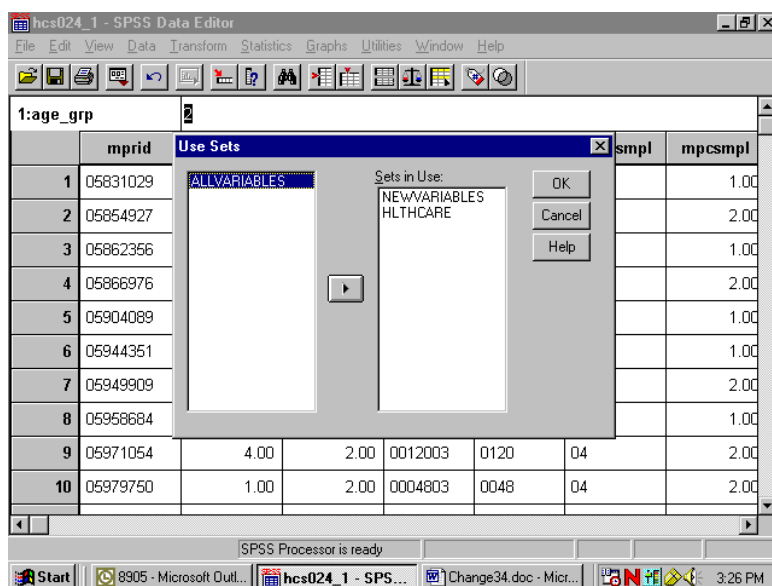 hcs024_1 - SPSS Data Editor
File Edit View Data Transform Statistics Graphs Utilities Window Help
1:age_grp 2
mprid smpl mpcsmpl
Use Sets
ALLVARIABLES
Sets in Use:
NEWVARIABLES
HLTHCARE
OK
Cancel
Help
1 05831029 1.00
2 05854927 2.00
3 05862356 1.00
4 05866976 2.00
5 05904089 1.00
6 05944351 1.00
7 05949909 2.00
8 05958684 1.00
9 05971054 4.00 2.00 0012003 0120 04 2.00
10 05979750 1.00 2.00 0004803 0048 04 2.00
SPSS Processor is ready
Start 8905 - Microsoft Outl... hcs024_1 - SPS... Change34.doc - Micr... 3:26 PM